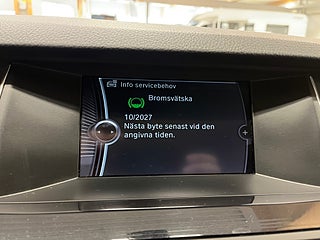 Info servicebehov
Bromsvätska
10/2027
Nästa byte senast vid den
angivna tiden.